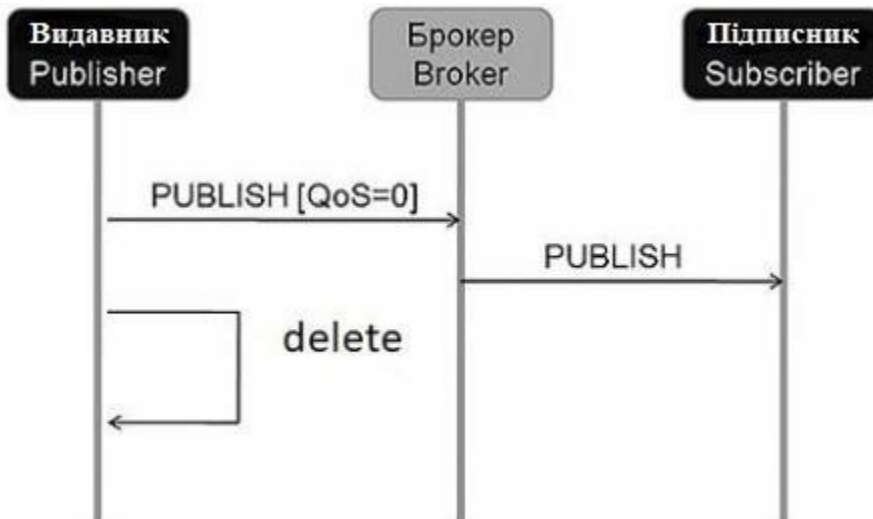 Видавник
Publisher
Брокер
Broker
Підписник
Subscriber
PUBLISH [QoS=0]
PUBLISH
delete